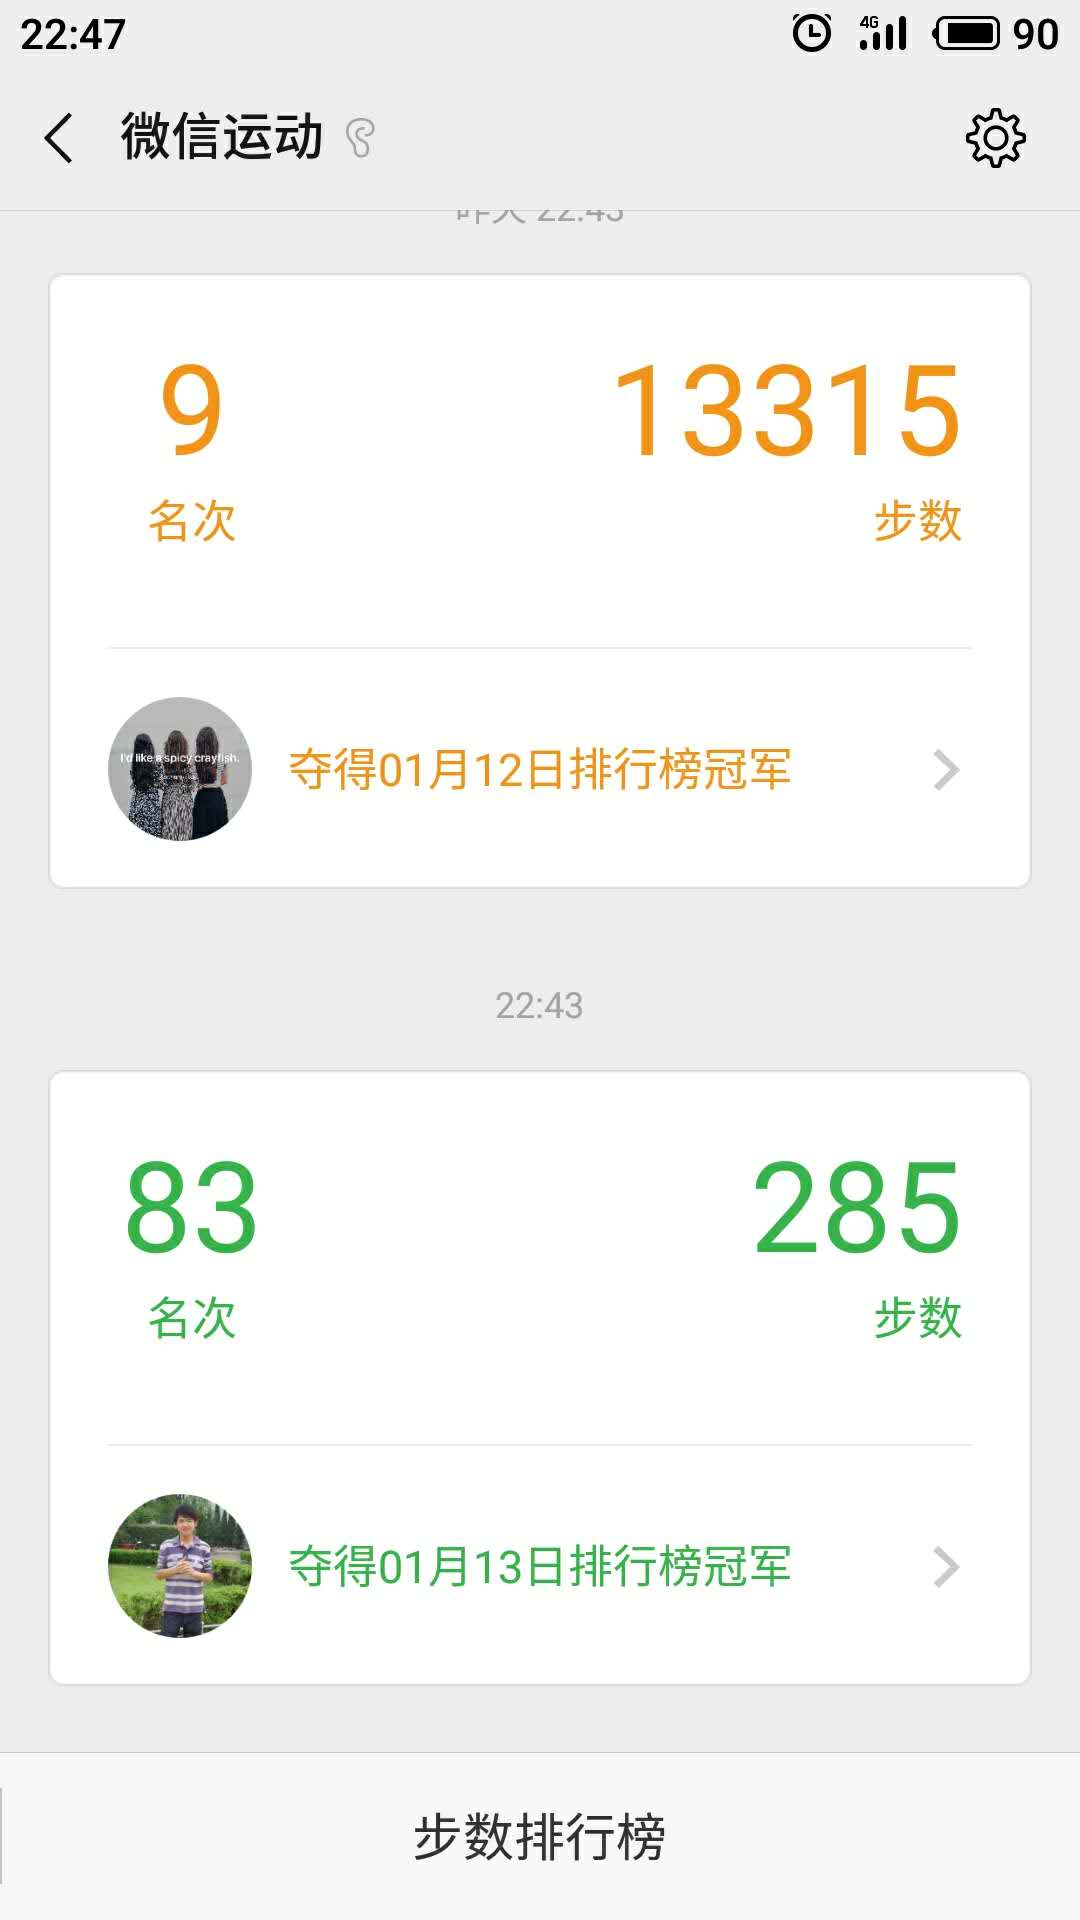 22:47
4G
90
微信运动
昨天 22:43
9
13315
名次
步数
I'd like a spicy crayfish.
夺得01月12日排行榜冠军
22:43
83
285
名次
步数
夺得01月13日排行榜冠军
步数排行榜